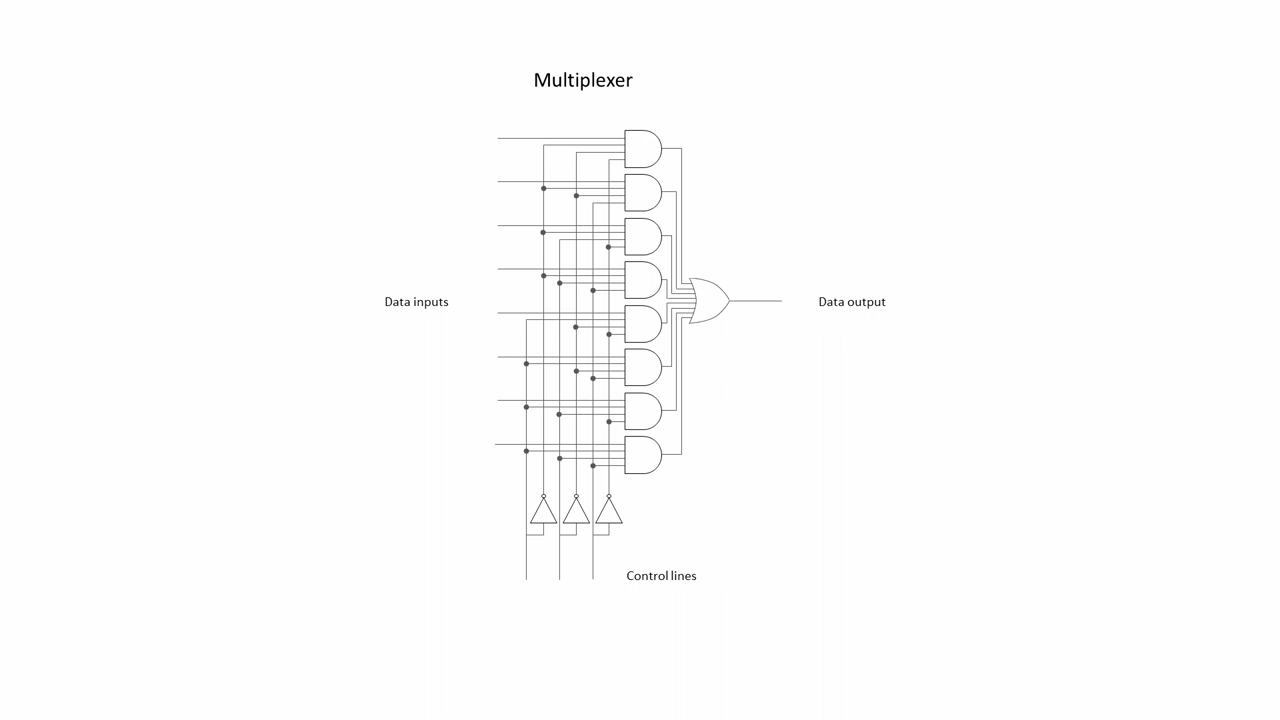 Multiplexer
Data inputs
Data output
Control lines